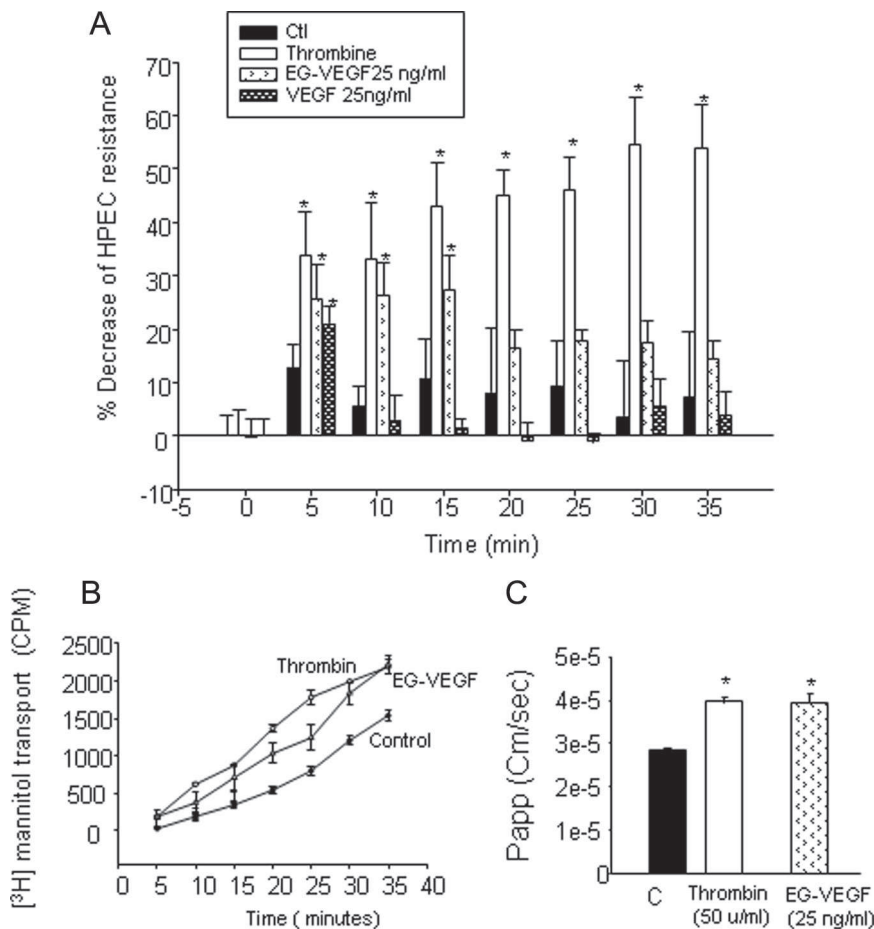 A
Ctl
Thrombine
EG-VEGF25 ng/ml
VEGF 25ng/ml
% Decrease of HPEC resistance
70
60
50
40
30
20
10
0
-10
* * * * * * * * * * *
-5 0 5 10 15 20 25 30 35
Time (min)
B
[³H] mannitol transport (CPM)
2500
2000
1500
1000
500
0
Thrombin
EG-VEGF
Control
0 5 10 15 20 25 30 35 40
Time ( minutes)
C
Papp (Cm/sec)
5e-5
4e-5
3e-5
2e-5
1e-5
0
* *
C Thrombin EG-VEGF
(50 u/ml) (25 ng/ml)